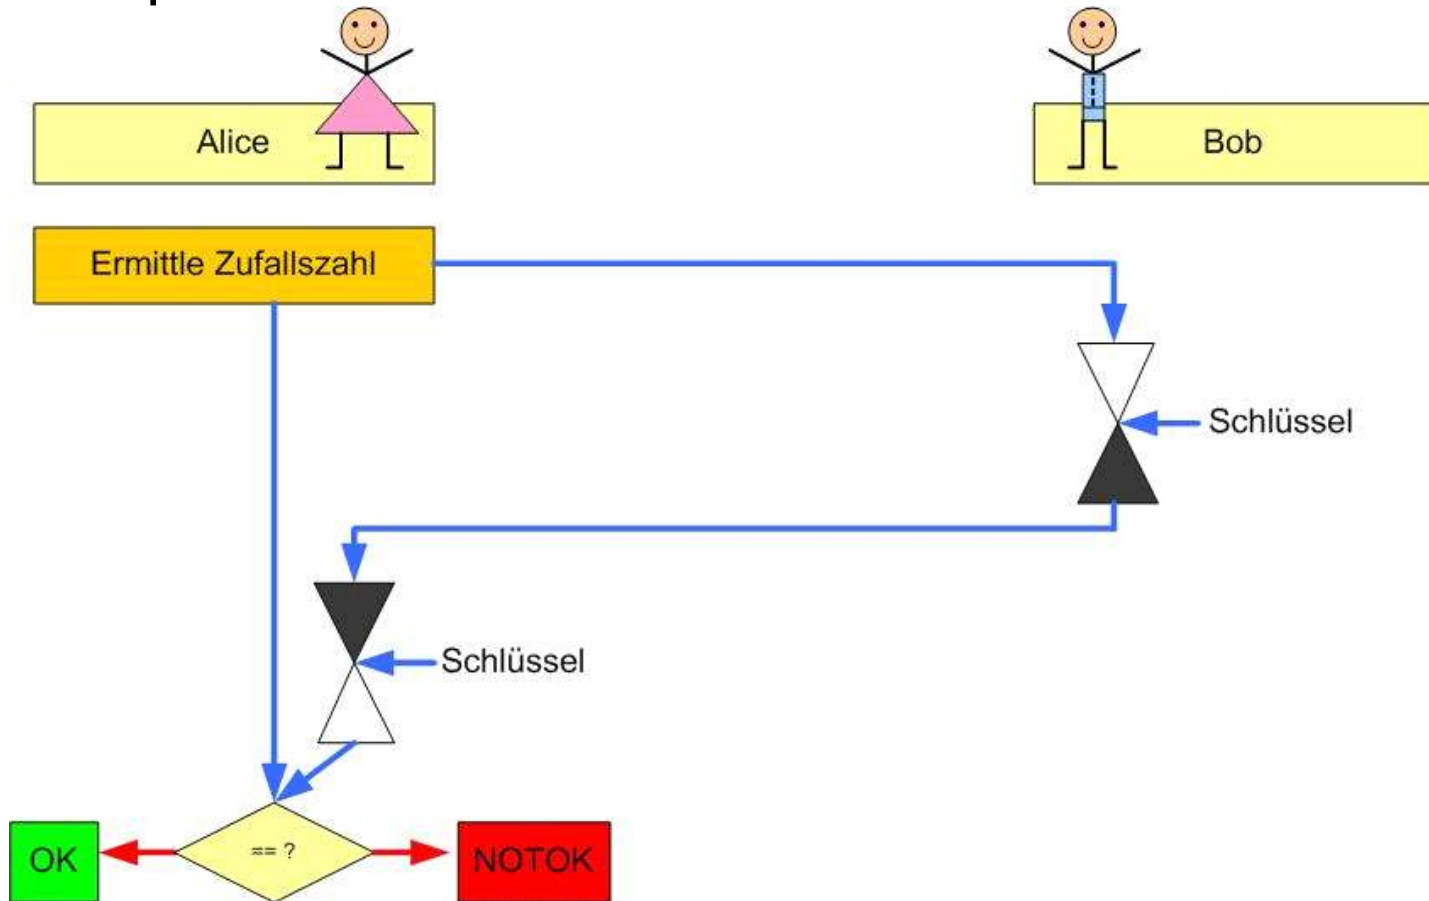 Alice
Bob
Ermittle Zufallszahl
Schlüssel
Schlüssel
== ?
OK
NOTOK